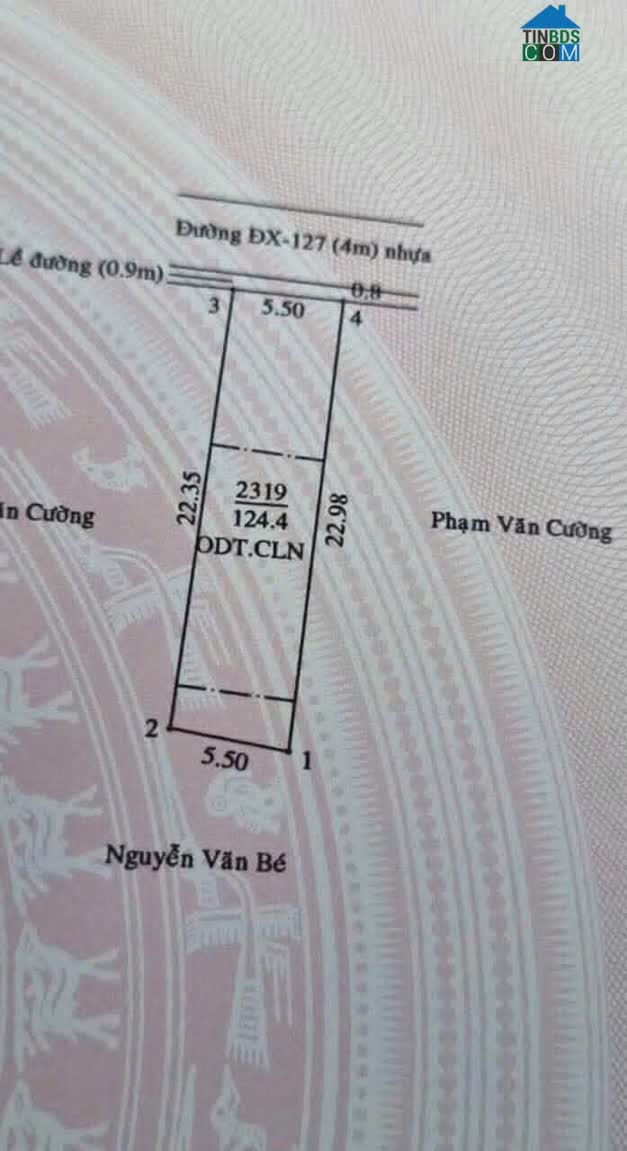 TINBDS
COM
Đường ĐX-127 (4m) nhựa
Lề đường (0.9m)
0.8
3
5.50
4
22.35
2319
124.4
ODT.CLN
22.98
Cường
Phạm Văn Cường
2
5.50
1
Nguyễn Văn Bé